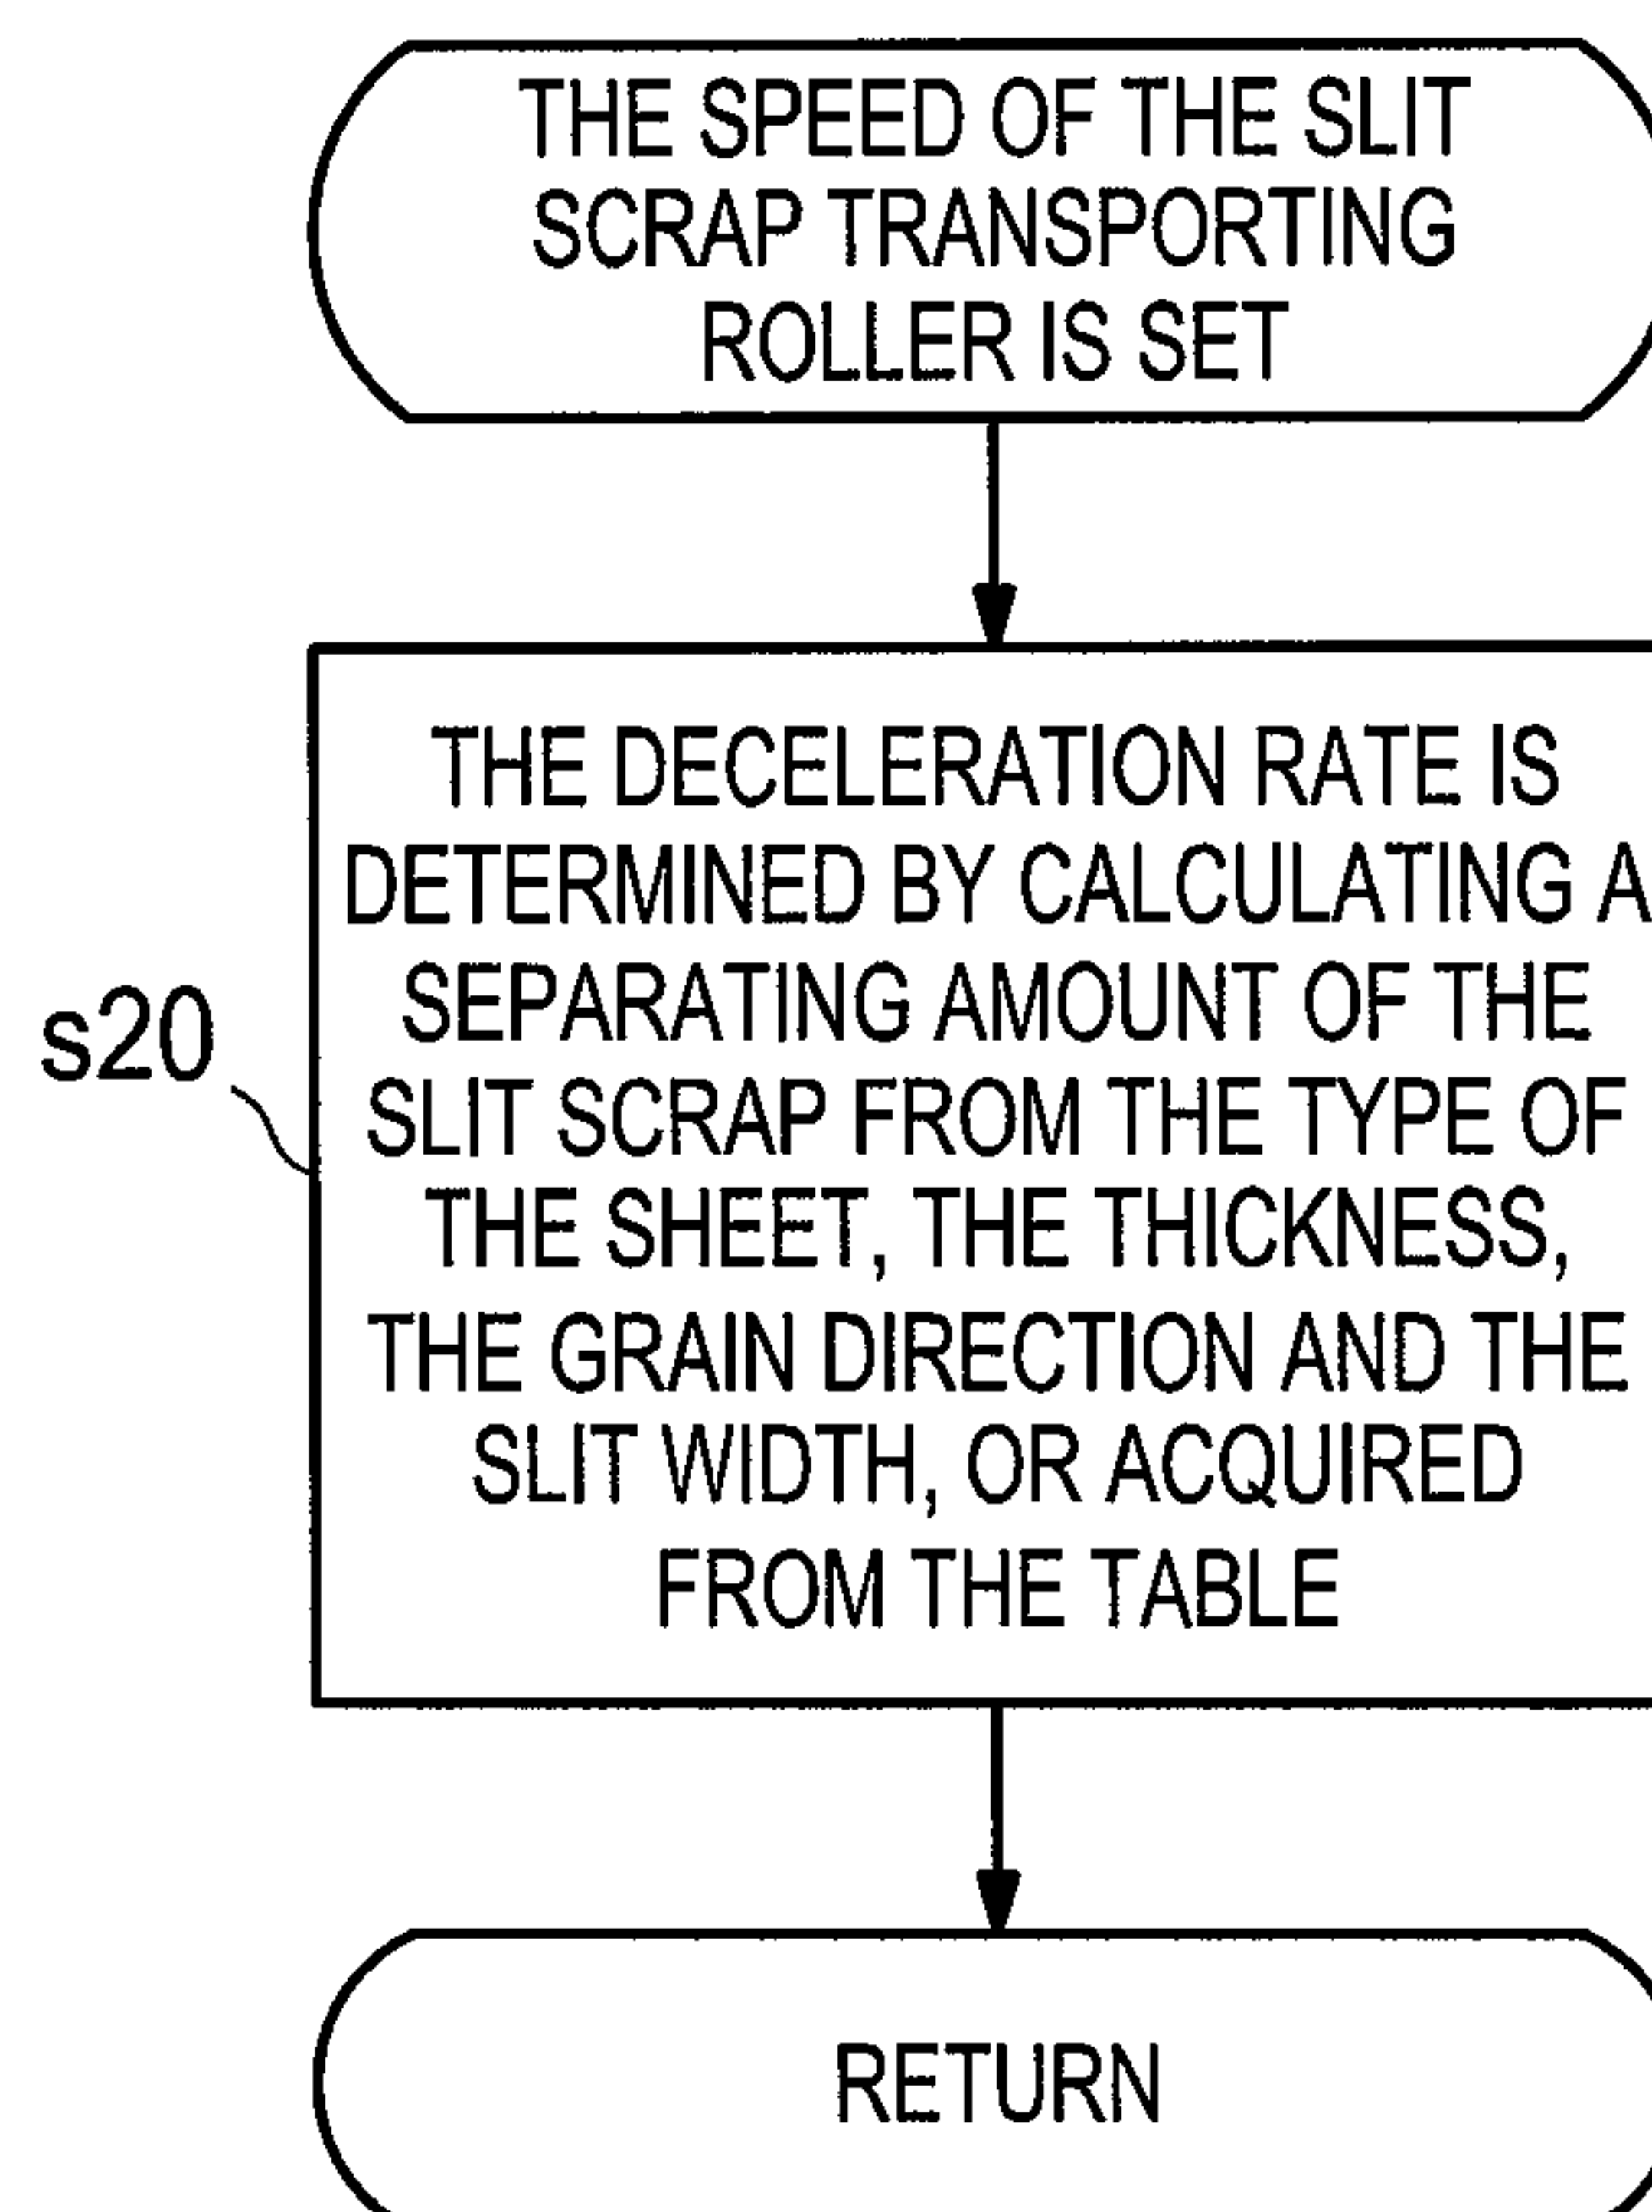 THE SPEED OF THE SLIT
SCRAP TRANSPORTING
ROLLER IS SET
THE DECELERATION RATE IS
DETERMINED BY CALCULATING A
SEPARATING AMOUNT OF THE
s20
SLIT SCRAP FROM THE TYPE OF
THE SHEET, THE THICKNESS,
THE GRAIN DIRECTION AND THE
SLIT WIDTH, OR ACQUIRED
FROM THE TABLE
RETURN